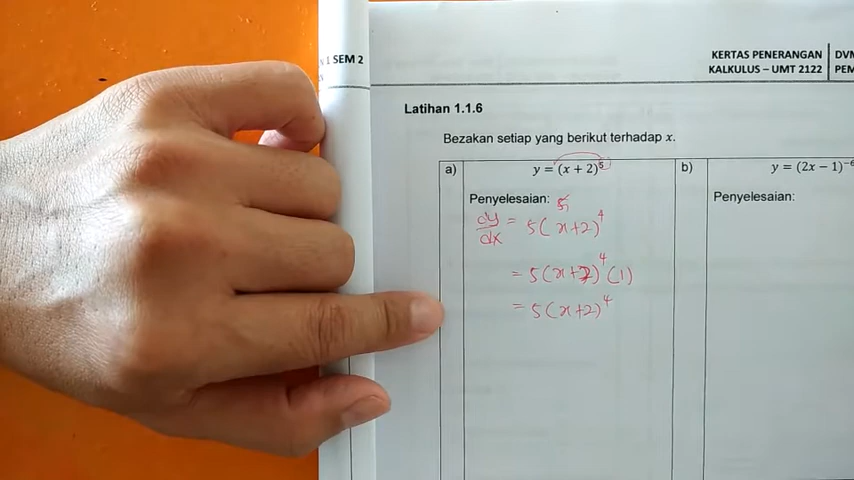 1 SEM 2
KERTAS PENERANGAN
KALKULUS – UMT 2122
DVM
PEM
Latihan 1.1.6
Bezakan setiap yang berikut terhadap x.
a) y = (x + 2)⁵
b) y = (2x − 1)⁻⁶
Penyelesaian:
dy/dx = 5(x+2)⁴
= 5(x+2)⁴(1)
= 5(x+2)⁴
Penyelesaian: